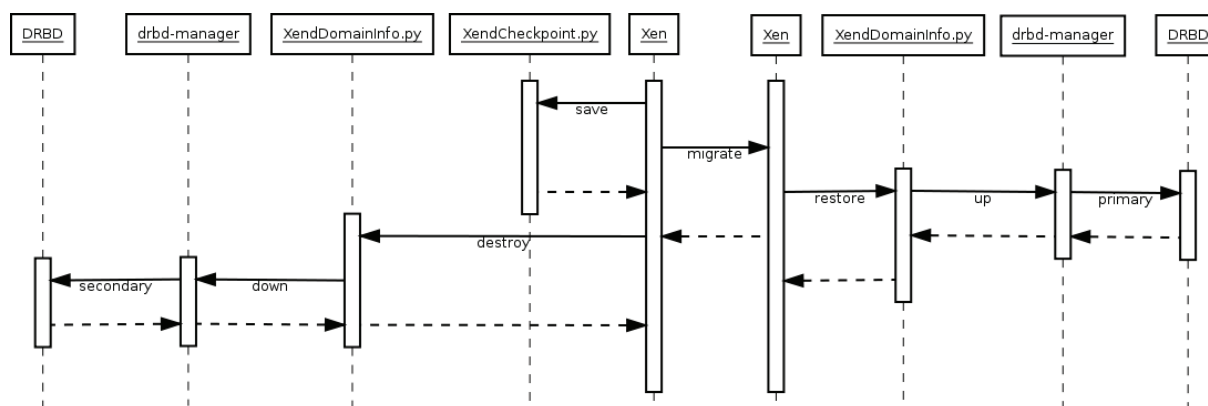 DRBD
drbd-manager
XendDomainInfo.py
XendCheckpoint.py
Xen
Xen
XendDomainInfo.py
drbd-manager
DRBD
save
migrate
restore
up
primary
destroy
secondary
down